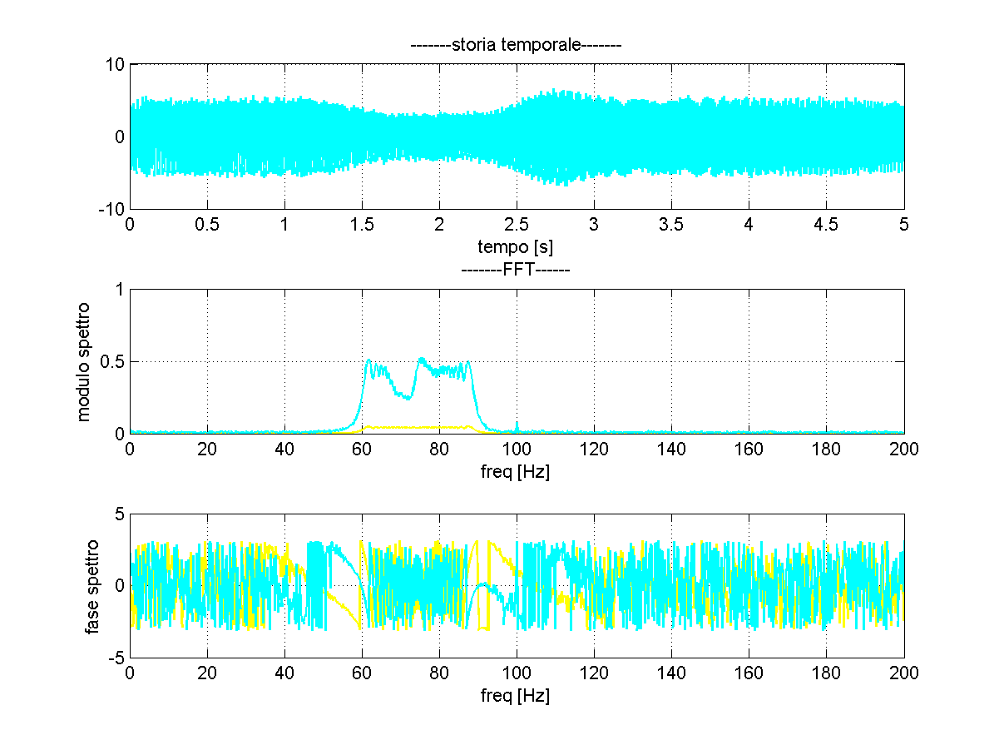 -------storia temporale-------
10
0
-10
0 0.5 1 1.5 2 2.5 3 3.5 4 4.5 5
tempo [s]
-------FFT------
modulo spettro
1
0.5
0
0 20 40 60 80 100 120 140 160 180 200
freq [Hz]
fase spettro
5
0
-5
0 20 40 60 80 100 120 140 160 180 200
freq [Hz]